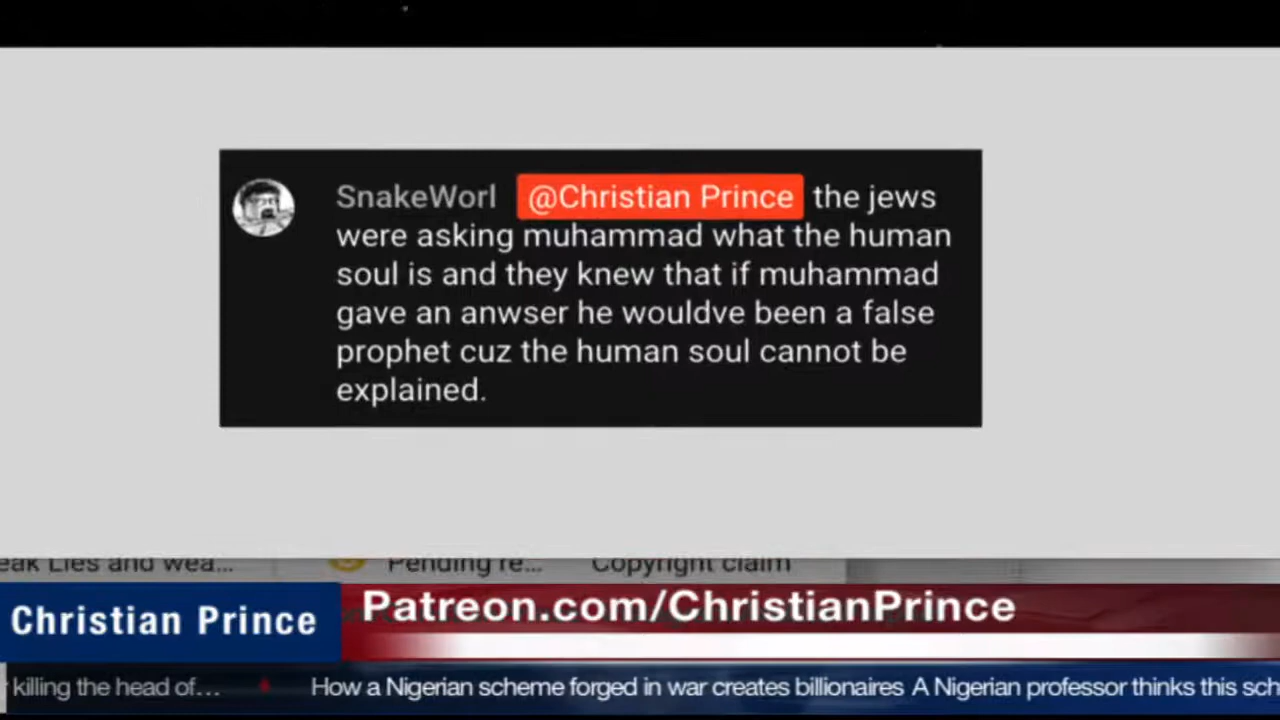 SnakeWorl @Christian Prince the jews
were asking muhammad what the human
soul is and they knew that if muhammad
gave an anwser he wouldve been a false
prophet cuz the human soul cannot be
explained.
Lies and wea... Pending re... Copyright claim
Christian Prince
Patreon.com/ChristianPrince
killing the head of... How a Nigerian scheme forged in war creates billionaires A Nigerian professor thinks this sch